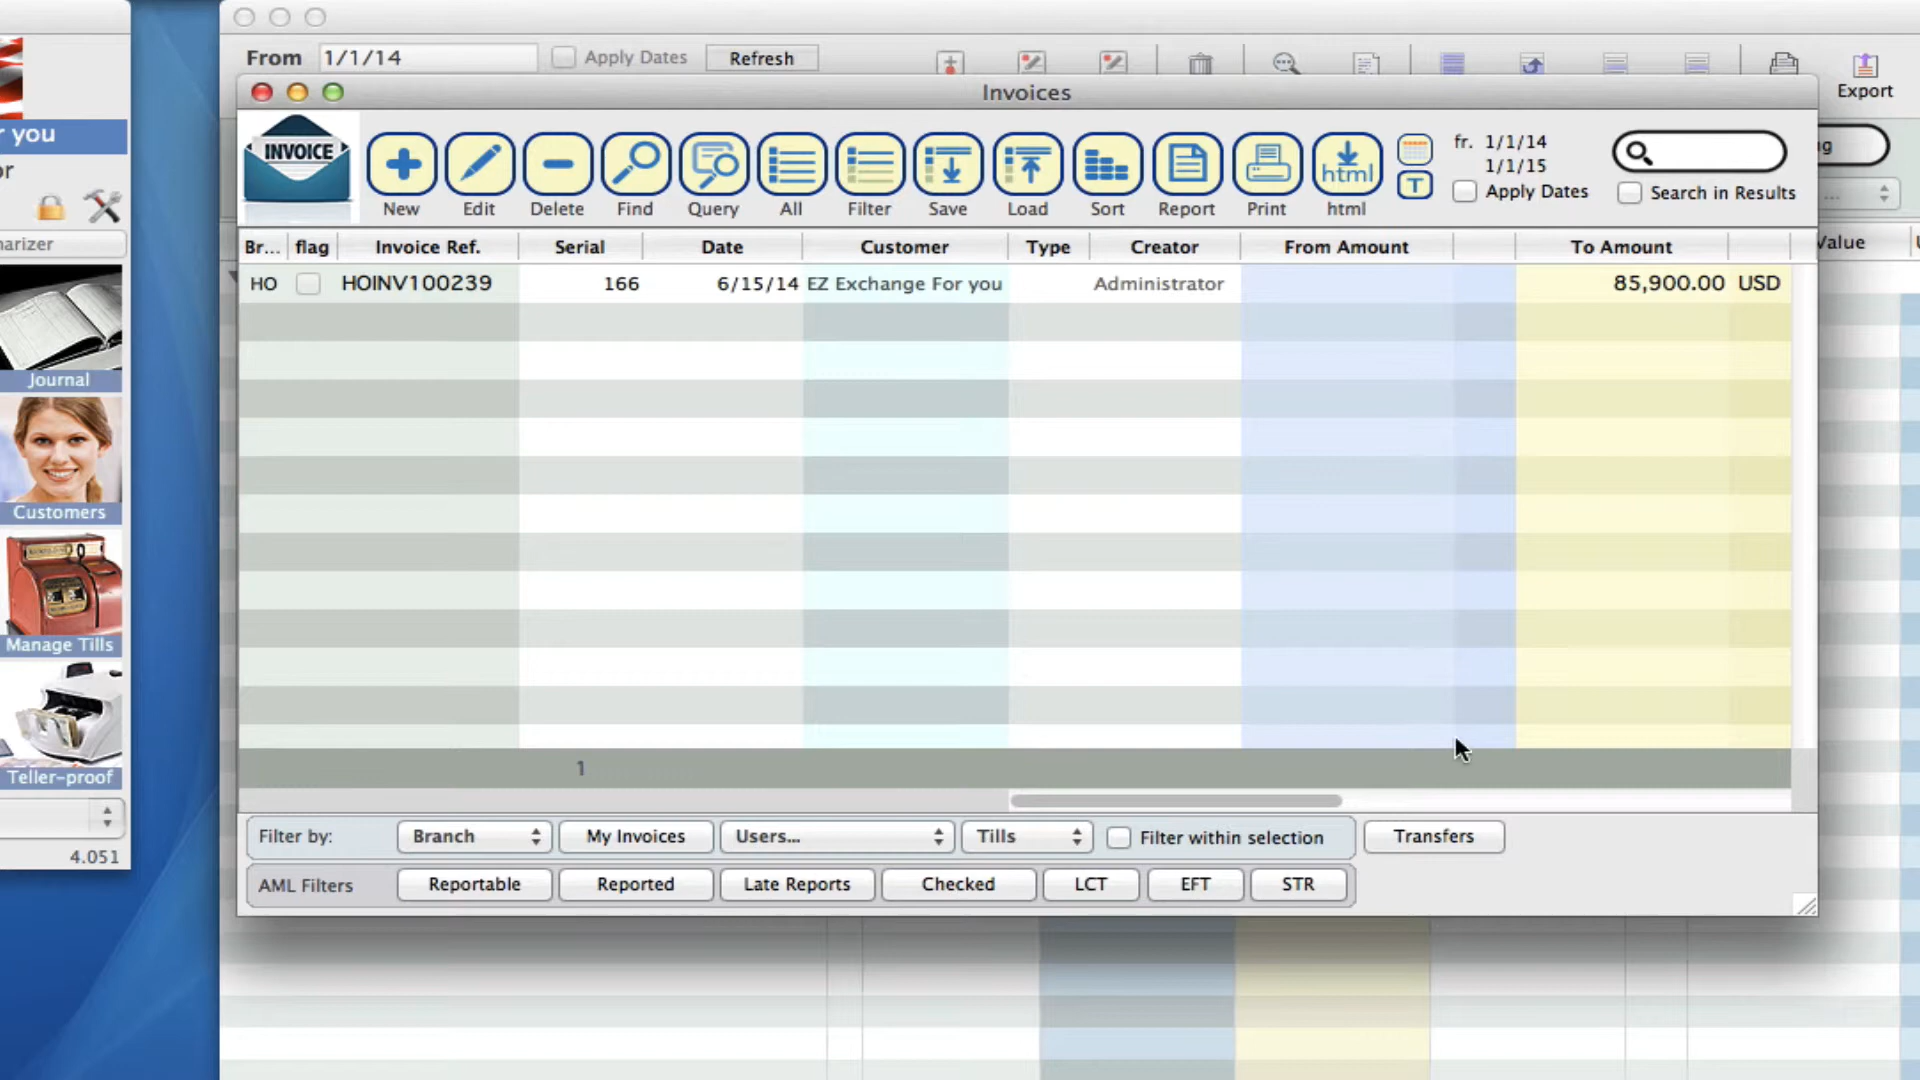 From 1/1/14 Apply Dates Refresh
Export
Invoices
r you
or
INVOICE
New Edit Delete Find Query All Filter Save Load Sort Report Print html
html
T
fr. 1/1/14
1/1/15
Apply Dates
Search in Results
ng
...
arizer
Br... flag Invoice Ref. Serial Date Customer Type Creator From Amount To Amount
Value
HO HOINV100239 166 6/15/14 EZ Exchange For you Administrator 85,900.00 USD
Journal
Customers
Manage Tills
Teller-proof
4.051
1
Filter by: Branch My Invoices Users... Tills Filter within selection Transfers
AML Filters Reportable Reported Late Reports Checked LCT EFT STR